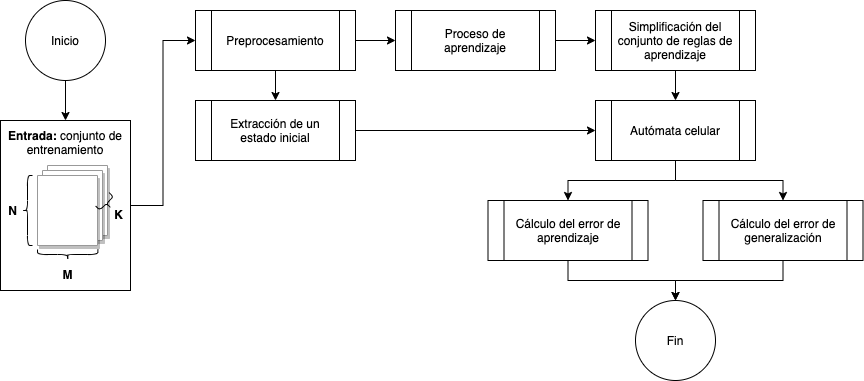 Inicio
Entrada: conjunto de
entrenamiento
N
K
M
Preprocesamiento
Proceso de
aprendizaje
Simplificación del
conjunto de reglas de
aprendizaje
Extracción de un
estado inicial
Autómata celular
Cálculo del error de
aprendizaje
Cálculo del error de
generalización
Fin